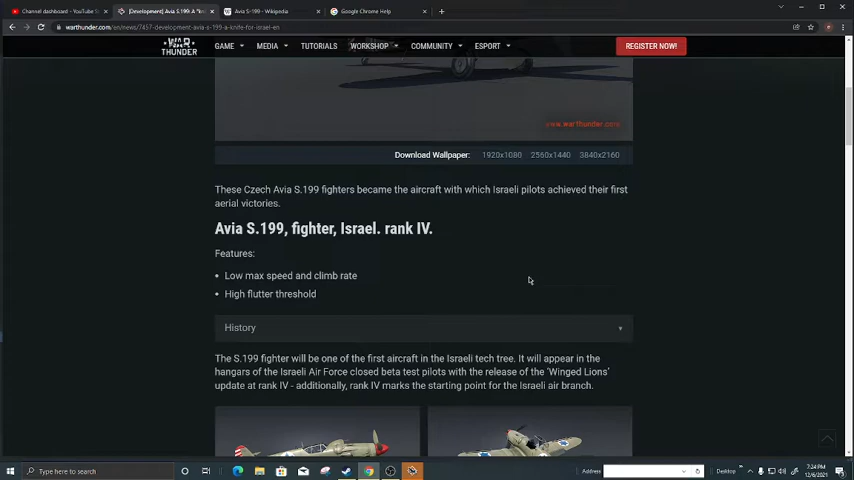 Channel dashboard - YouTube S
[Development] Avia S.199: A "kn
Avia S-199 - Wikipedia
Google Chrome Help
warthunder.com/en/news/7457-development-avia-s-199-a-knife-for-israel-en
WAR THUNDER
GAME
MEDIA
TUTORIALS
WORKSHOP
COMMUNITY
ESPORT
REGISTER NOW!
www.warthunder.com
Download Wallpaper: 1920x1080 2560x1440 3840x2160
These Czech Avia S.199 fighters became the aircraft with which Israeli pilots achieved their first
aerial victories.
Avia S.199, fighter, Israel. rank IV.
Features:
• Low max speed and climb rate
• High flutter threshold
History
The S.199 fighter will be one of the first aircraft in the Israeli tech tree. It will appear in the
hangars of the Israeli Air Force closed beta test pilots with the release of the 'Winged Lions'
update at rank IV - additionally, rank IV marks the starting point for the Israeli air branch.
Type here to search
Address
Desktop
7:24 PM
12/6/2021